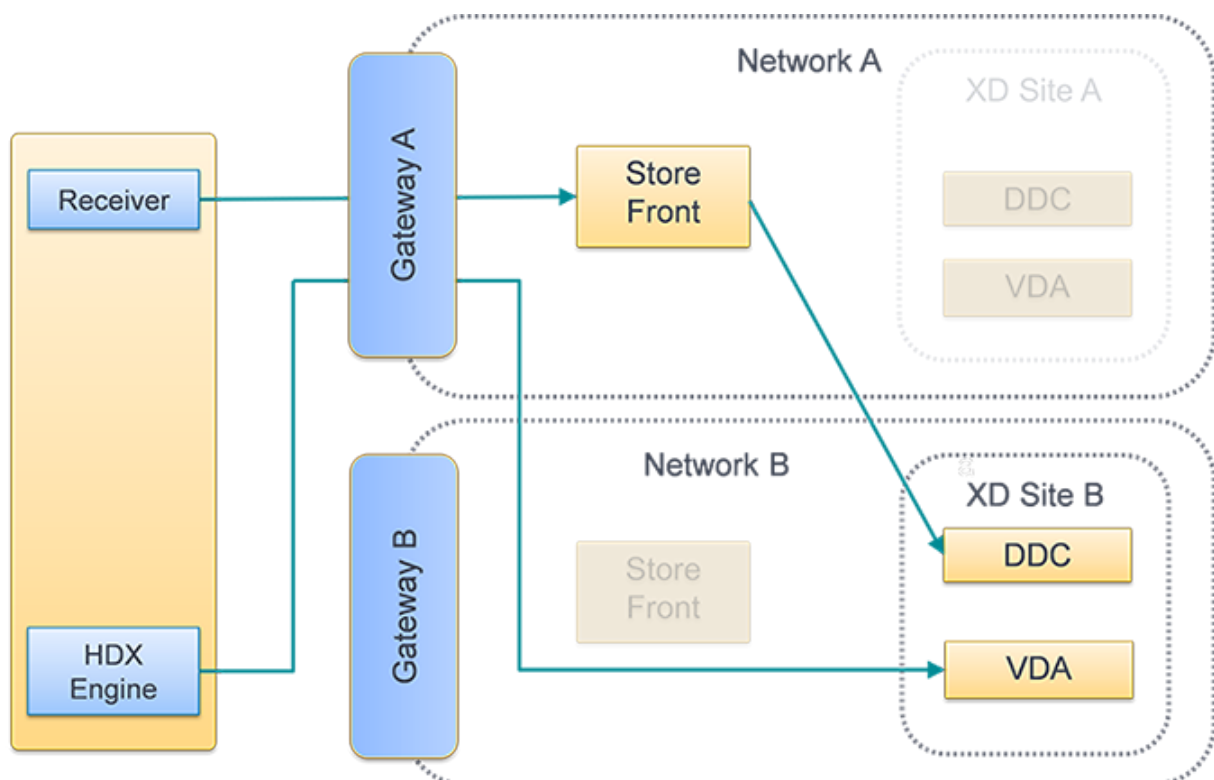 Network A
XD Site A
Gateway A
Receiver
Store
Front
DDC
VDA
Network B
XD Site B
Gateway B
Store
Front
DDC
HDX
Engine
VDA